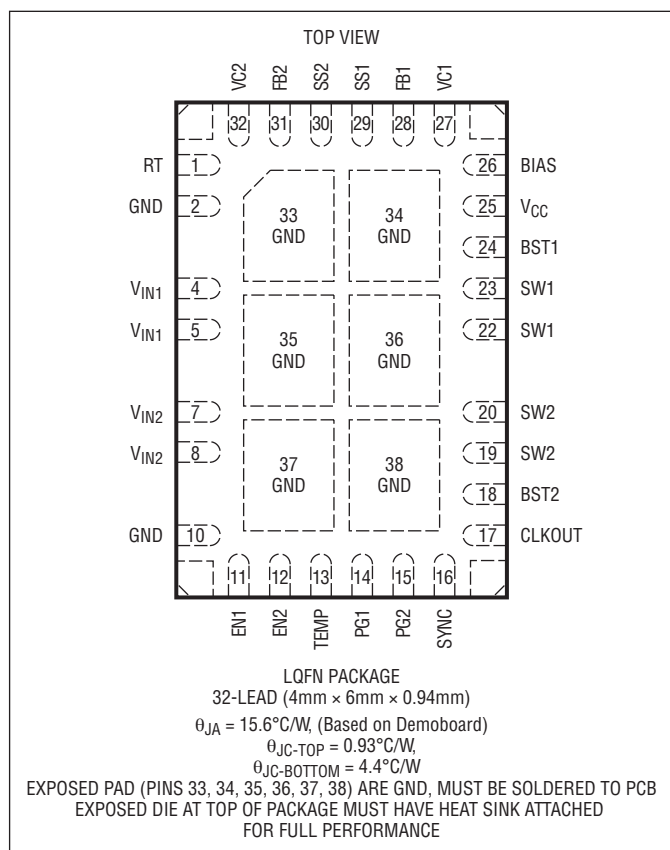 TOP VIEW
VC2 FB2 SS2 SS1 FB1 VC1
32 31 30 29 28 27
RT 1 26 BIAS
GND 2 25 VCC
33 GND
34 GND
24 BST1
VIN1 4 23 SW1
VIN1 5 22 SW1
35 GND
36 GND
VIN2 7 20 SW2
VIN2 8 19 SW2
37 GND
38 GND
18 BST2
GND 10 17 CLKOUT
11 12 13 14 15 16
EN1 EN2 TEMP PG1 PG2 SYNC
LQFN PACKAGE
32-LEAD (4mm × 6mm × 0.94mm)
θJA = 15.6°C/W, (Based on Demoboard)
θJC-TOP = 0.93°C/W,
θJC-BOTTOM = 4.4°C/W
EXPOSED PAD (PINS 33, 34, 35, 36, 37, 38) ARE GND, MUST BE SOLDERED TO PCB
EXPOSED DIE AT TOP OF PACKAGE MUST HAVE HEAT SINK ATTACHED
FOR FULL PERFORMANCE